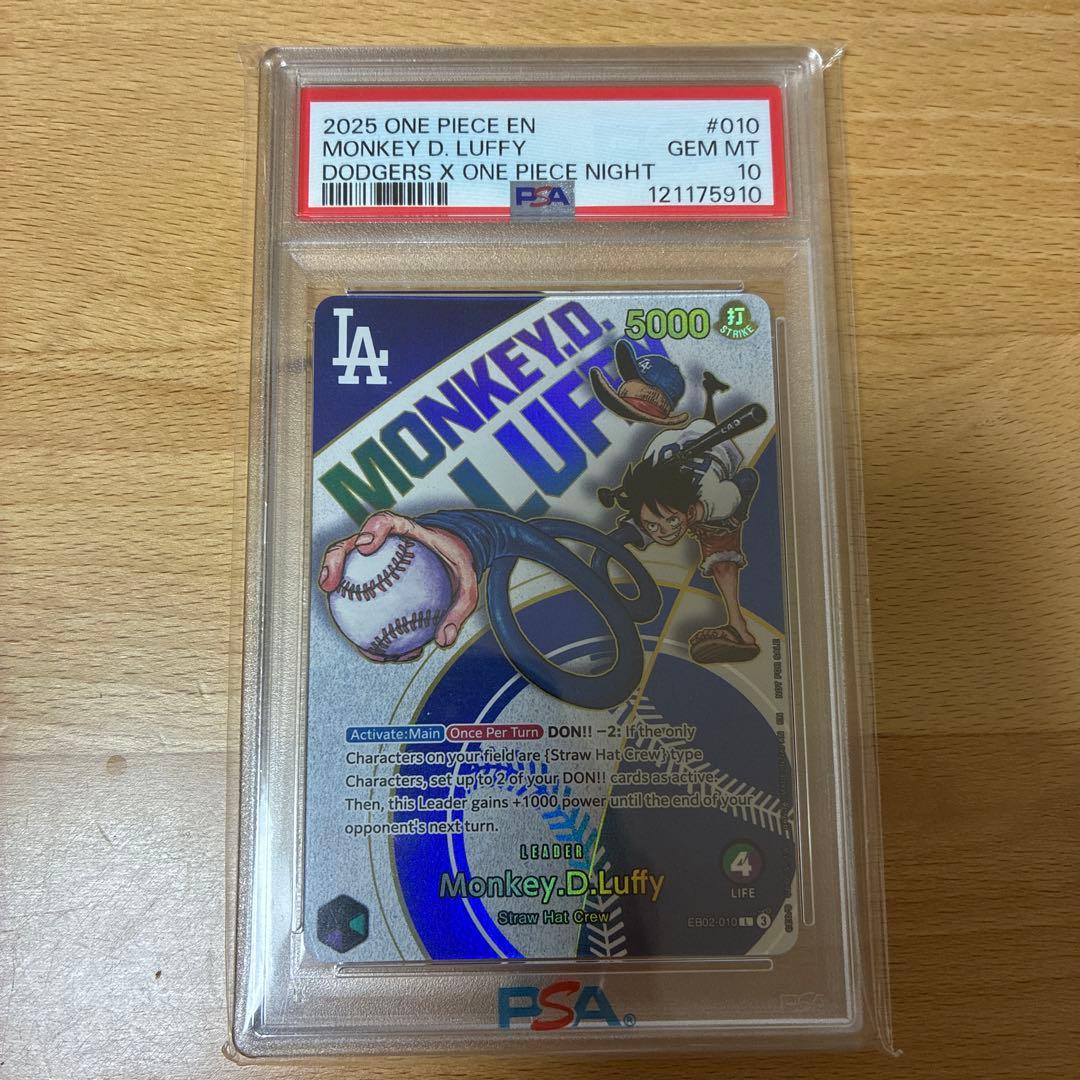 2025 ONE PIECE EN #010
MONKEY D. LUFFY GEM MT
DODGERS X ONE PIECE NIGHT 10
PSA 121175910
LA
MONKEY.D.
LUFFY
5000
打
STRIKE
LA
NOT FOR SALE
EN
Activate:Main Once Per Turn DON!! −2: If the only
Characters on your field are {Straw Hat Crew} type
Characters, set up to 2 of your DON!! cards as active.
Then, this Leader gains +1000 power until the end of your
opponent's next turn.
LEADER
Monkey.D.Luffy
Straw Hat Crew
4
LIFE
EB02-010 L 3
PSA®
PSA